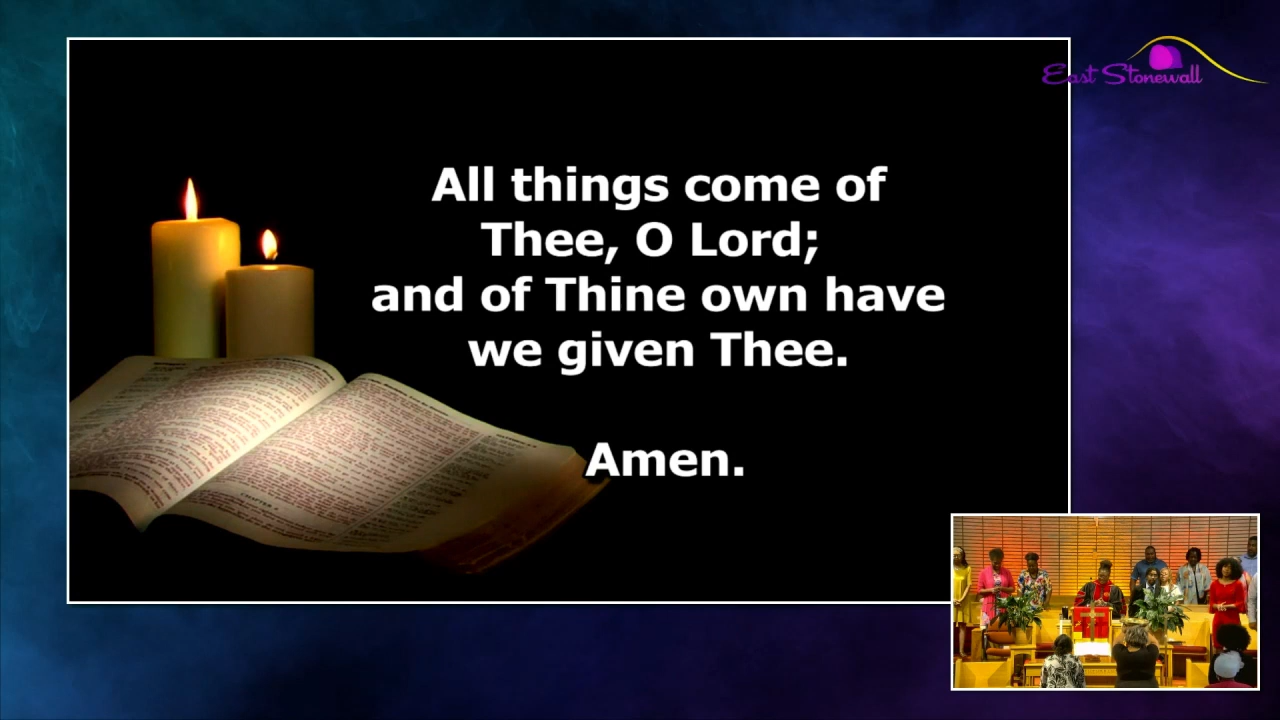 East Stonewall
All things come of
Thee, O Lord;
and of Thine own have
we given Thee.
Amen.